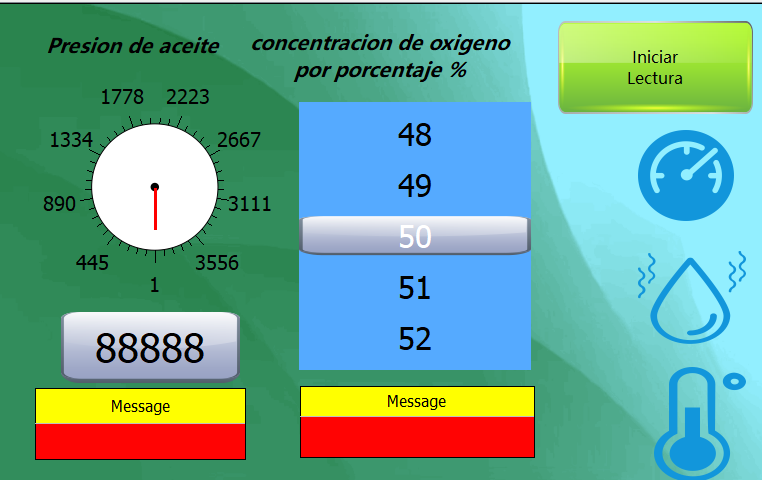 Presion de aceite
concentracion de oxigeno
por porcentaje %
Iniciar
Lectura
1778
2223
1334
2667
890
3111
445
3556
1
88888
48
49
50
51
52
Message
Message